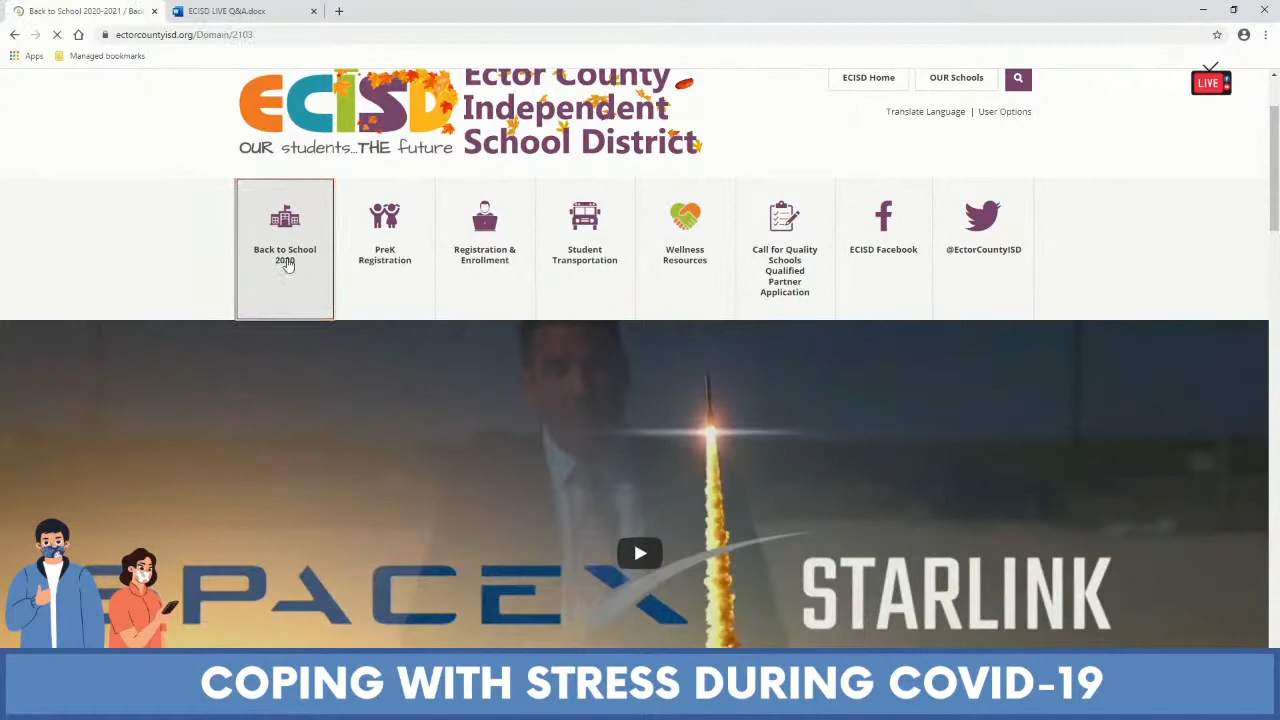 Back to School 2020-2021 / Back
ECISD LIVE Q&A.docx
ectorcountyisd.org/Domain/2103
Apps
Managed bookmarks
ECISD
OUR students...THE future
Ector County
Independent
School District
ECISD Home
OUR Schools
LIVE
Translate Language | User Options
Back to School
PreK
Registration
Registration &
Enrollment
Student
Transportation
Wellness
Resources
Call for Quality
Schools
Qualified
Partner
Application
ECISD Facebook
@EctorCountyISD
SPACEX
STARLINK
COPING WITH STRESS DURING COVID-19